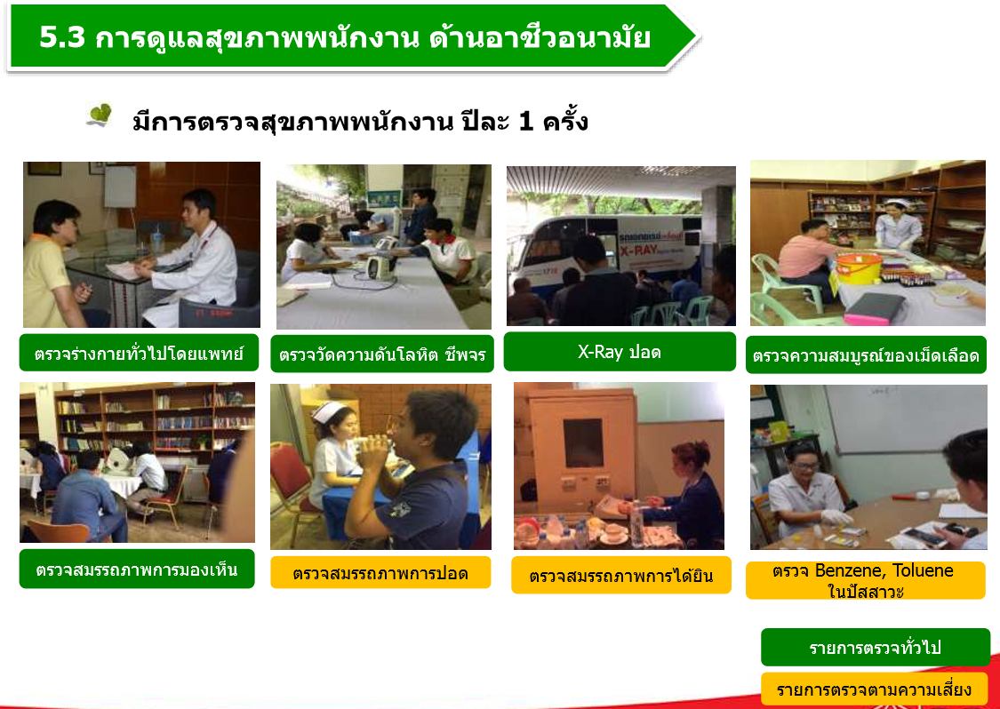 5.3 การดูแลสุขภาพพนักงาน ด้านอาชีวอนามัย
มีการตรวจสุขภาพพนักงาน ปีละ 1 ครั้ง
X-RAY
1715
ตรวจร่างกายทั่วไปโดยแพทย์
ตรวจวัดความดันโลหิต ชีพจร
X-Ray ปอด
ตรวจความสมบูรณ์ของเม็ดเลือด
ตรวจสมรรถภาพการมองเห็น
ตรวจสมรรถภาพการปอด
ตรวจสมรรถภาพการได้ยิน
ตรวจ Benzene, Toluene
ในปัสสาวะ
รายการตรวจทั่วไป
รายการตรวจตามความเสี่ยง